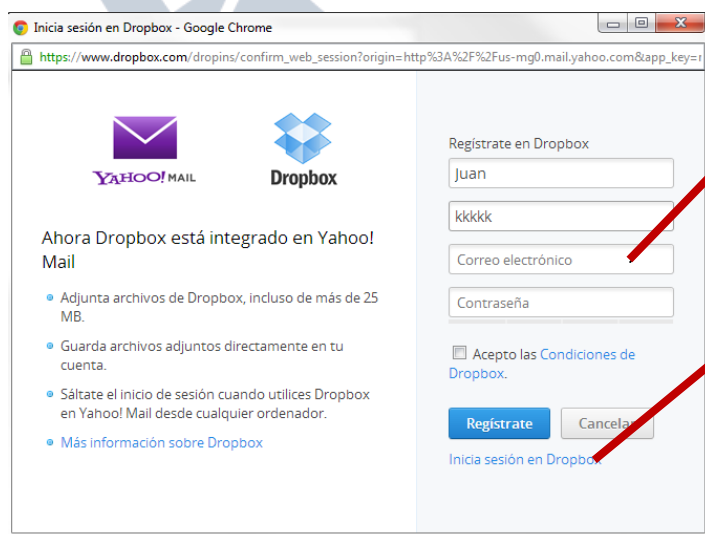 Inicia sesión en Dropbox - Google Chrome
https://www.dropbox.com/dropins/confirm_web_session?origin=http%3A%2F%2Fus-mg0.mail.yahoo.com&app_key=r
YAHOO! MAIL
Dropbox
Ahora Dropbox está integrado en Yahoo!
Mail
Adjunta archivos de Dropbox, incluso de más de 25
MB.
Guarda archivos adjuntos directamente en tu
cuenta.
Sáltate el inicio de sesión cuando utilices Dropbox
en Yahoo! Mail desde cualquier ordenador.
Más información sobre Dropbox
Regístrate en Dropbox
Juan
kkkkk
Correo electrónico
Contraseña
Acepto las Condiciones de
Dropbox.
Regístrate
Cancelar
Inicia sesión en Dropbox